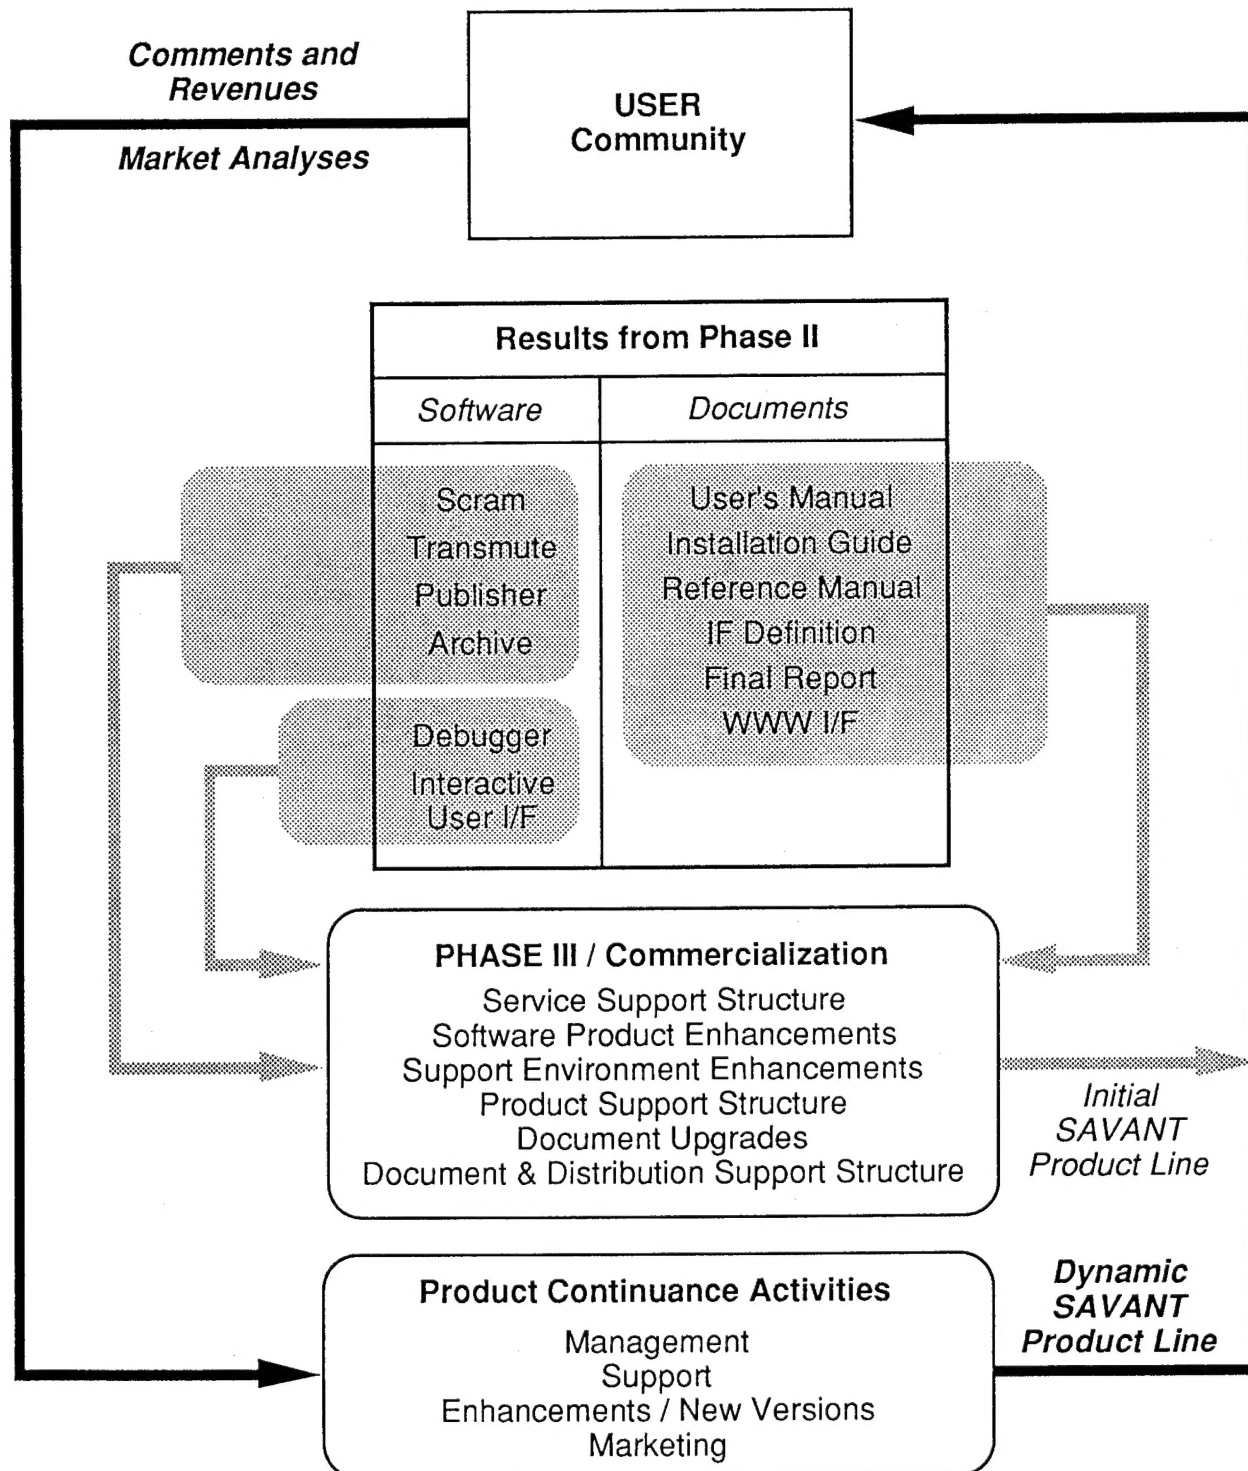 Comments and
Revenues
Market Analyses
USER
Community
Results from Phase II
Software
Documents
Scram
Transmute
Publisher
Archive
Debugger
Interactive
User I/F
User's Manual
Installation Guide
Reference Manual
IF Definition
Final Report
WWW I/F
PHASE III / Commercialization
Service Support Structure
Software Product Enhancements
Support Environment Enhancements
Product Support Structure
Document Upgrades
Document & Distribution Support Structure
Initial
SAVANT
Product Line
Product Continuance Activities
Management
Support
Enhancements / New Versions
Marketing
Dynamic
SAVANT
Product Line